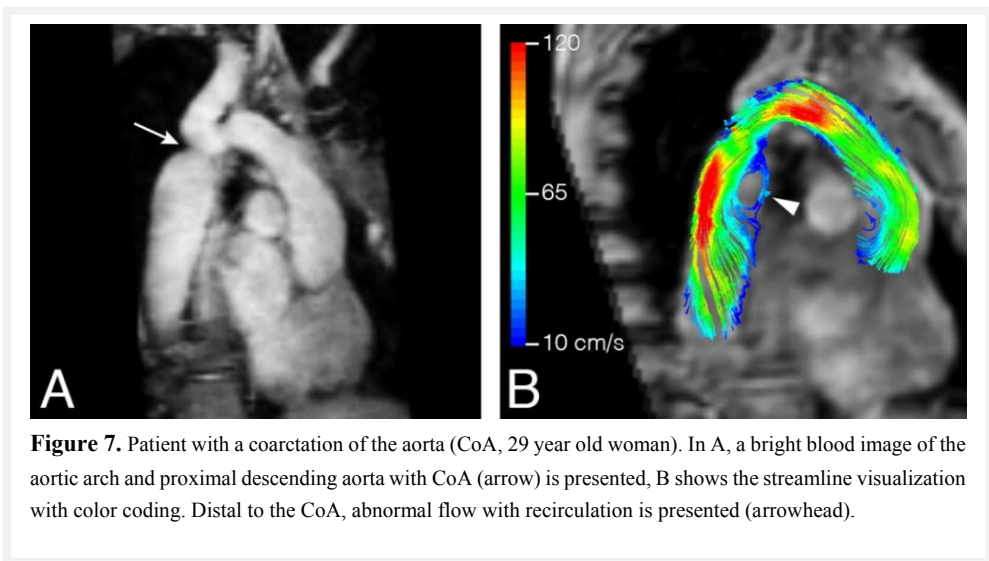 120
65
10 cm/s
A
B
Figure 7. Patient with a coarctation of the aorta (CoA, 29 year old woman). In A, a bright blood image of the
aortic arch and proximal descending aorta with CoA (arrow) is presented, B shows the streamline visualization
with color coding. Distal to the CoA, abnormal flow with recirculation is presented (arrowhead).